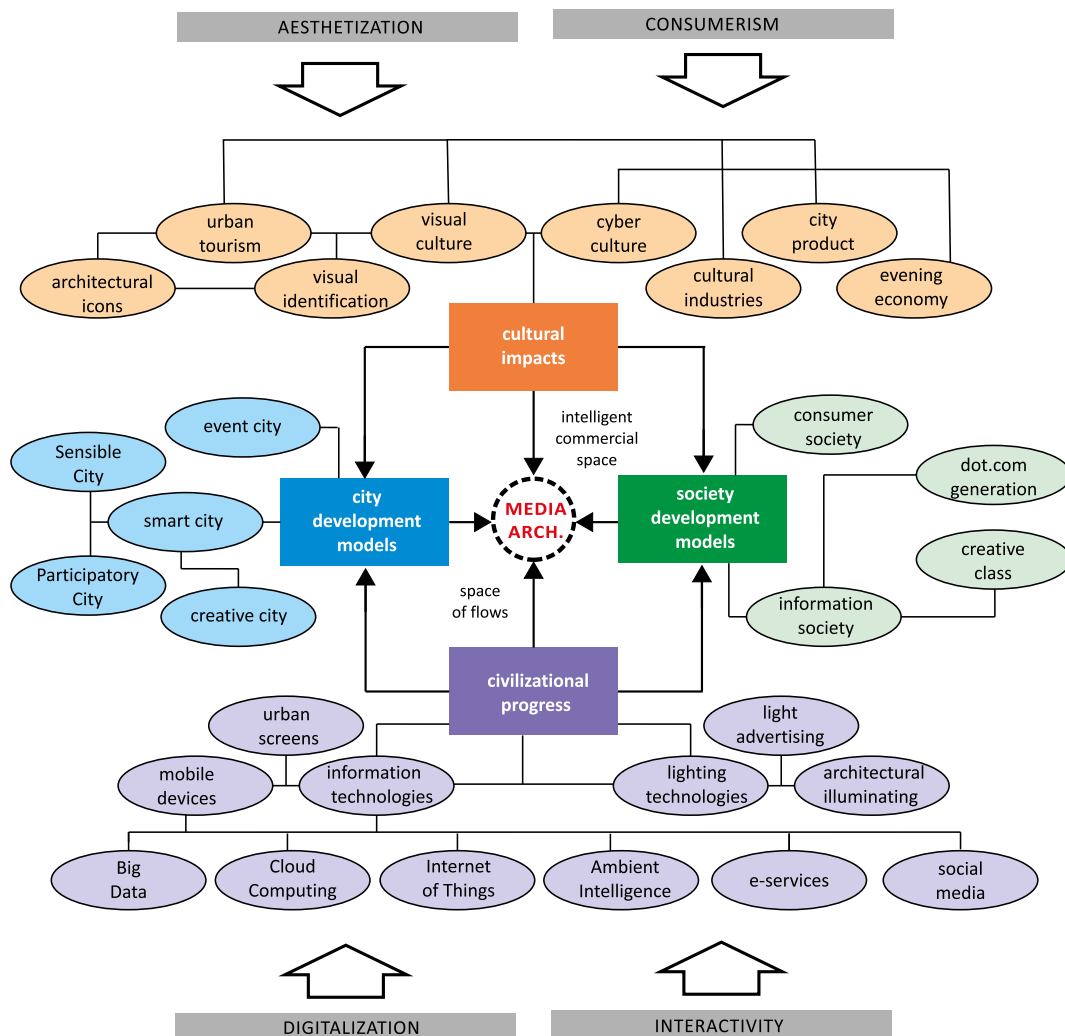 AESTHETIZATION
CONSUMERISM
urban
tourism
visual
culture
cyber
culture
city
product
architectural
icons
visual
identification
cultural
industries
evening
economy
cultural
impacts
event city
intelligent
commercial
space
consumer
society
Sensible
City
dot.com
generation
smart city
city
development
models
MEDIA
ARCH.
society
development
models
Participatory
City
creative city
space
of flows
creative
class
information
society
civilizational
progress
urban
screens
light
advertising
mobile
devices
information
technologies
lighting
technologies
architectural
illuminating
Big
Data
Cloud
Computing
Internet
of Things
Ambient
Intelligence
e-services
social
media
DIGITALIZATION
INTERACTIVITY